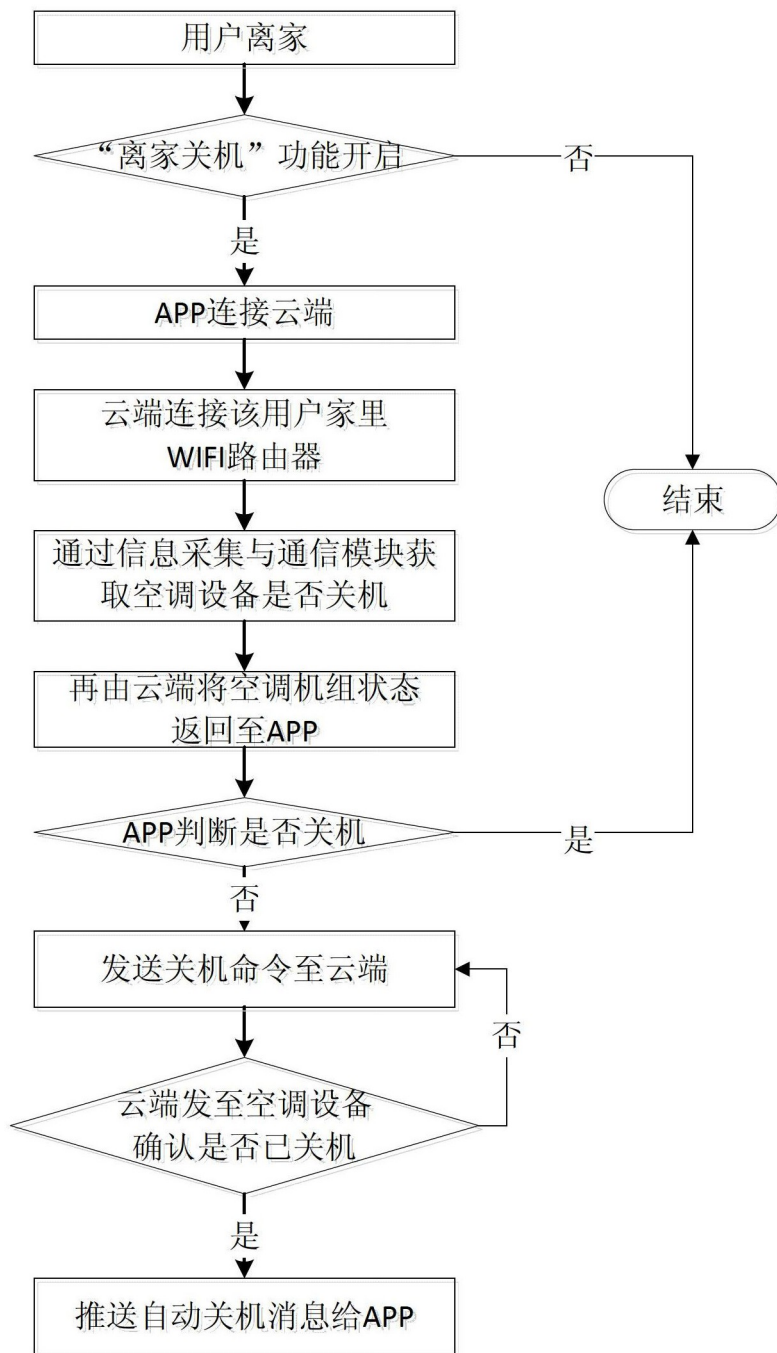 用户离家
“离家关机”功能开启
否
是
APP连接云端
云端连接该用户家里
WIFI路由器
结束
通过信息采集与通信模块获
取空调设备是否关机
再由云端将空调机组状态
返回至APP
APP判断是否关机
是
否
发送关机命令至云端
否
云端发至空调设备
确认是否已关机
是
推送自动关机消息给APP